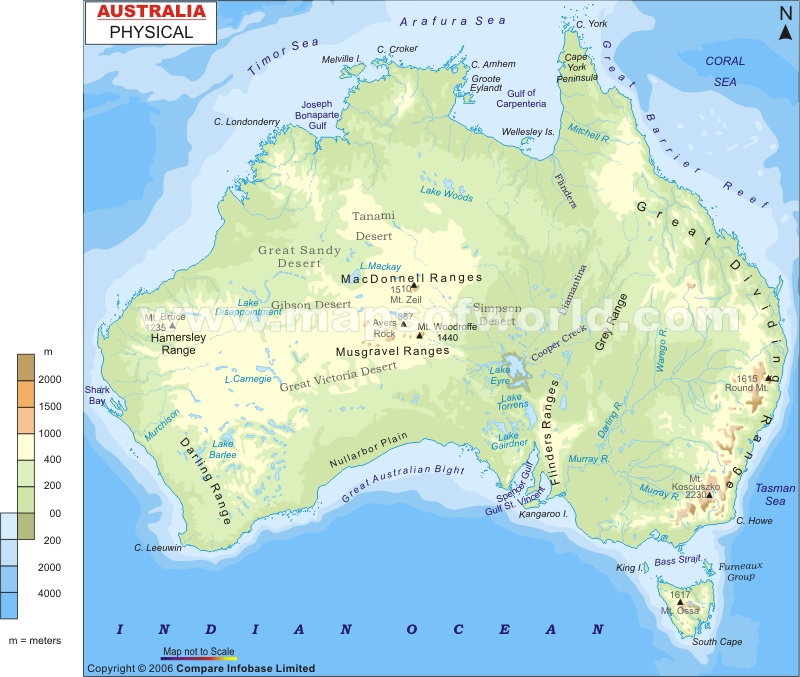 AUSTRALIA
PHYSICAL
N
Arafura Sea
Timor Sea
C. York
C. Croker
Melville I.
C. Arnhem
Groote
Eylandt
Cape
York
Peninsula
CORAL
SEA
Great Barrier Reef
Gulf of
Carpenteria
Joseph
Bonaparte
Gulf
C. Londonderry
Wellesley Is.
Mitchell R.
Flinders
Lake Woods
Great Dividing Range
Tanami
Desert
Great Sandy
Desert
L.Mackay
MacDonnell Ranges
1510
Mt. Zeil
Diamantina
Lake
Disappointment
Gibson Desert
Simpson
Desert
Grey Range
www.mapsofworld.com
Mt. Bruce
1235
Hamersley
Range
867
Ayers
Rock
Mt. Woodroffe
1440
Cooper Creek
Warego R.
Musgravel Ranges
m
2000
1500
1000
400
200
00
200
2000
4000
m = meters
Shark
Bay
L.Carnegie
Great Victoria Desert
Lake
Eyre
1615
Round Mt.
Lake
Torrens
Flinders Ranges
Darling R.
Murchison
Lake
Barlee
Darling Range
Nullarbor Plain
Lake
Gairdner
Great Australian Bight
Murray R.
Murray R.
Mt.
Kosciuszko
2230
Spencer Gulf
Gulf St. Vincent
Kangaroo I.
Tasman
Sea
C. Howe
C. Leeuwin
King I.
Bass Strait
Furneaux
Group
1617
Mt. Ossa
South Cape
INDIAN OCEAN
Map not to Scale
Copyright © 2006 Compare Infobase Limited